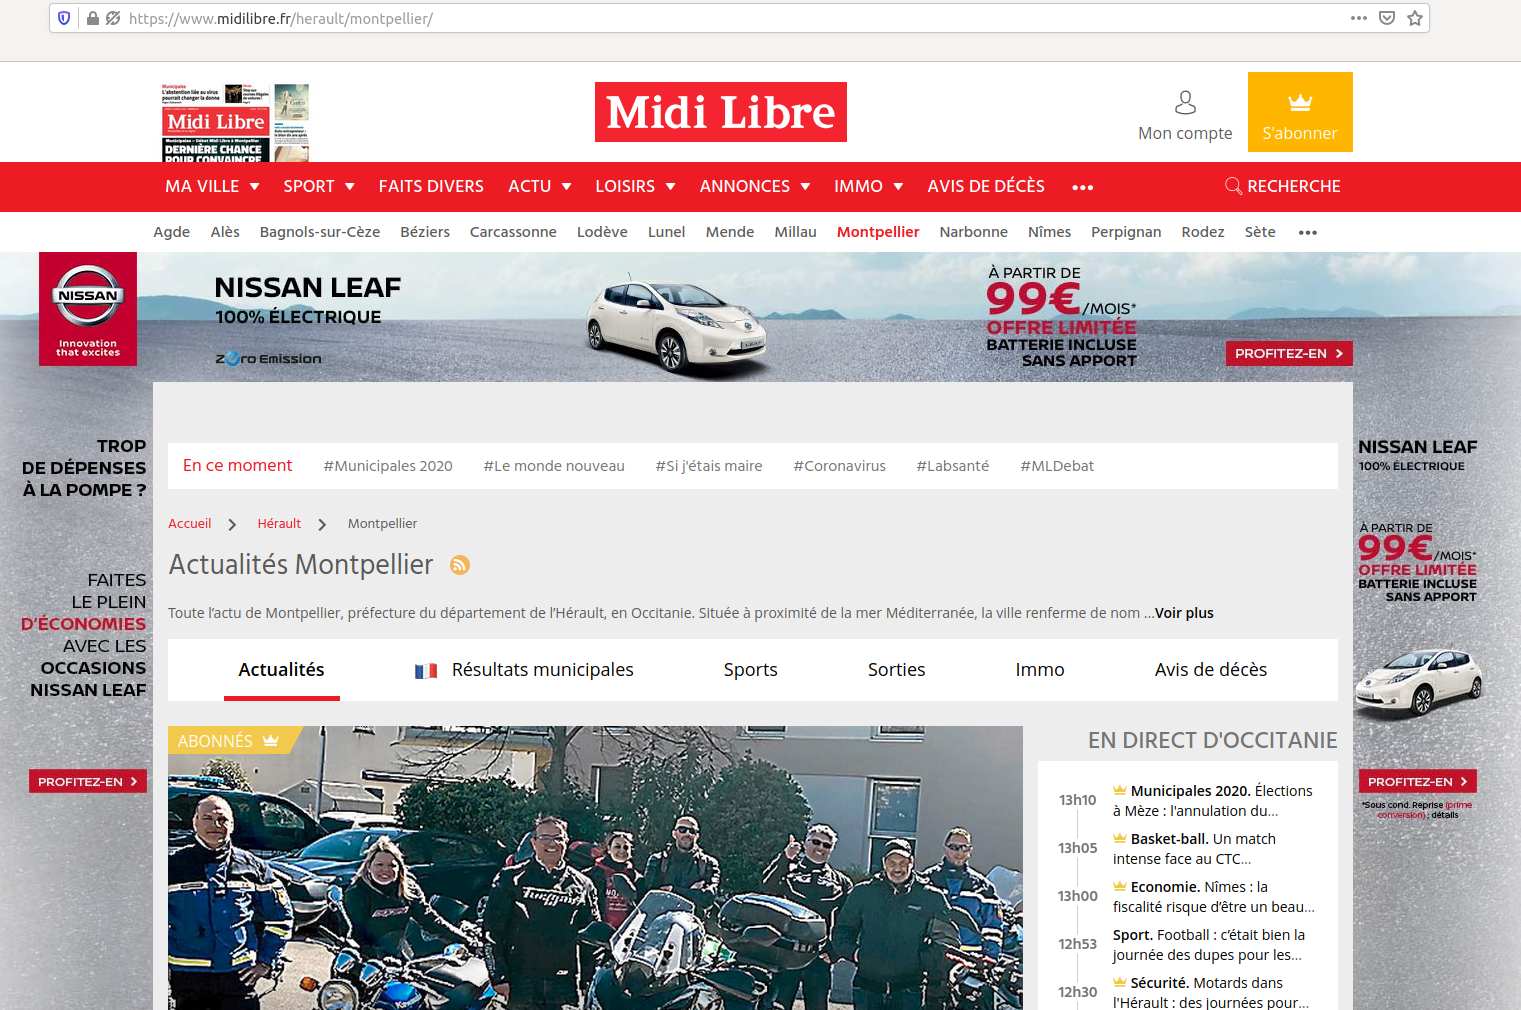 https://www.midilibre.fr/herault/montpellier/
Municipales
L'abstention liée au virus
pourrait changer la donne
Midi Libre
DERNIÈRE CHANCE
POUR CONVAINCRE
Midi Libre
Mon compte
S'abonner
MA VILLE SPORT FAITS DIVERS ACTU LOISIRS ANNONCES IMMO AVIS DE DÉCÈS ••• RECHERCHE
Agde Alès Bagnols-sur-Cèze Béziers Carcassonne Lodève Lunel Mende Millau Montpellier Narbonne Nîmes Perpignan Rodez Sète •••
NISSAN
Innovation
that excites
NISSAN LEAF
100% ÉLECTRIQUE
Zero Emission
À PARTIR DE
99€/MOIS*
OFFRE LIMITÉE
BATTERIE INCLUSE
SANS APPORT
PROFITEZ-EN
TROP
DE DÉPENSES
À LA POMPE ?
FAITES
LE PLEIN
D'ÉCONOMIES
AVEC LES
OCCASIONS
NISSAN LEAF
PROFITEZ-EN
En ce moment #Municipales 2020 #Le monde nouveau #Si j'étais maire #Coronavirus #Labsanté #MLDebat
Accueil Hérault Montpellier
Actualités Montpellier
Toute l’actu de Montpellier, préfecture du département de l’Hérault, en Occitanie. Située à proximité de la mer Méditerranée, la ville renferme de nom ...Voir plus
Actualités Résultats municipales Sports Sorties Immo Avis de décès
ABONNÉS
EN DIRECT D'OCCITANIE
13h10
Municipales 2020. Élections
à Mèze : l'annulation du...
13h05
Basket-ball. Un match
intense face au CTC...
13h00
Economie. Nîmes : la
fiscalité risque d’être un beau...
12h53
Sport. Football : c’était bien la
journée des dupes pour les...
12h30
Sécurité. Motards dans
l'Hérault : des journées pour...
NISSAN LEAF
100% ÉLECTRIQUE
À PARTIR DE
99€/MOIS*
OFFRE LIMITÉE
BATTERIE INCLUSE
SANS APPORT
PROFITEZ-EN
*Sous cond. Reprise (prime
conversion) ; détails